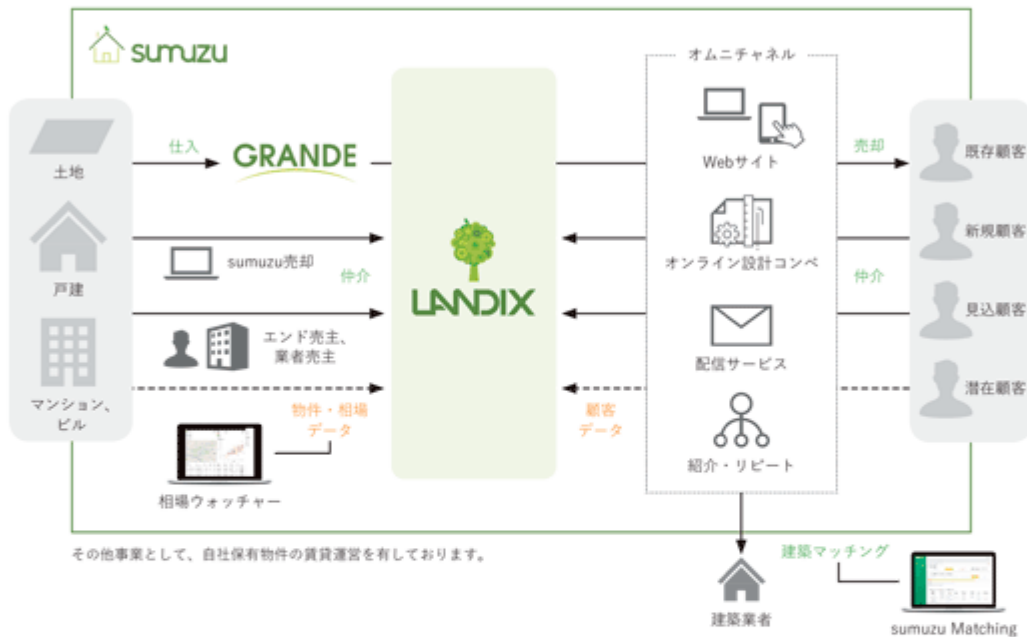 sumuzu
オムニチャネル
土地
仕入
GRANDE
Webサイト
売却
既存顧客
戸建
sumuzu売却
仲介
LANDIX
オンライン設計コンペ
仲介
新規顧客
マンション、
ビル
エンド売主、
業者売主
配信サービス
見込顧客
物件・相場
データ
顧客
データ
潜在顧客
相場ウォッチャー
紹介・リピート
その他事業として、自社保有物件の賃貸運営を有しております。
建築マッチング
建築業者
sumuzu Matching